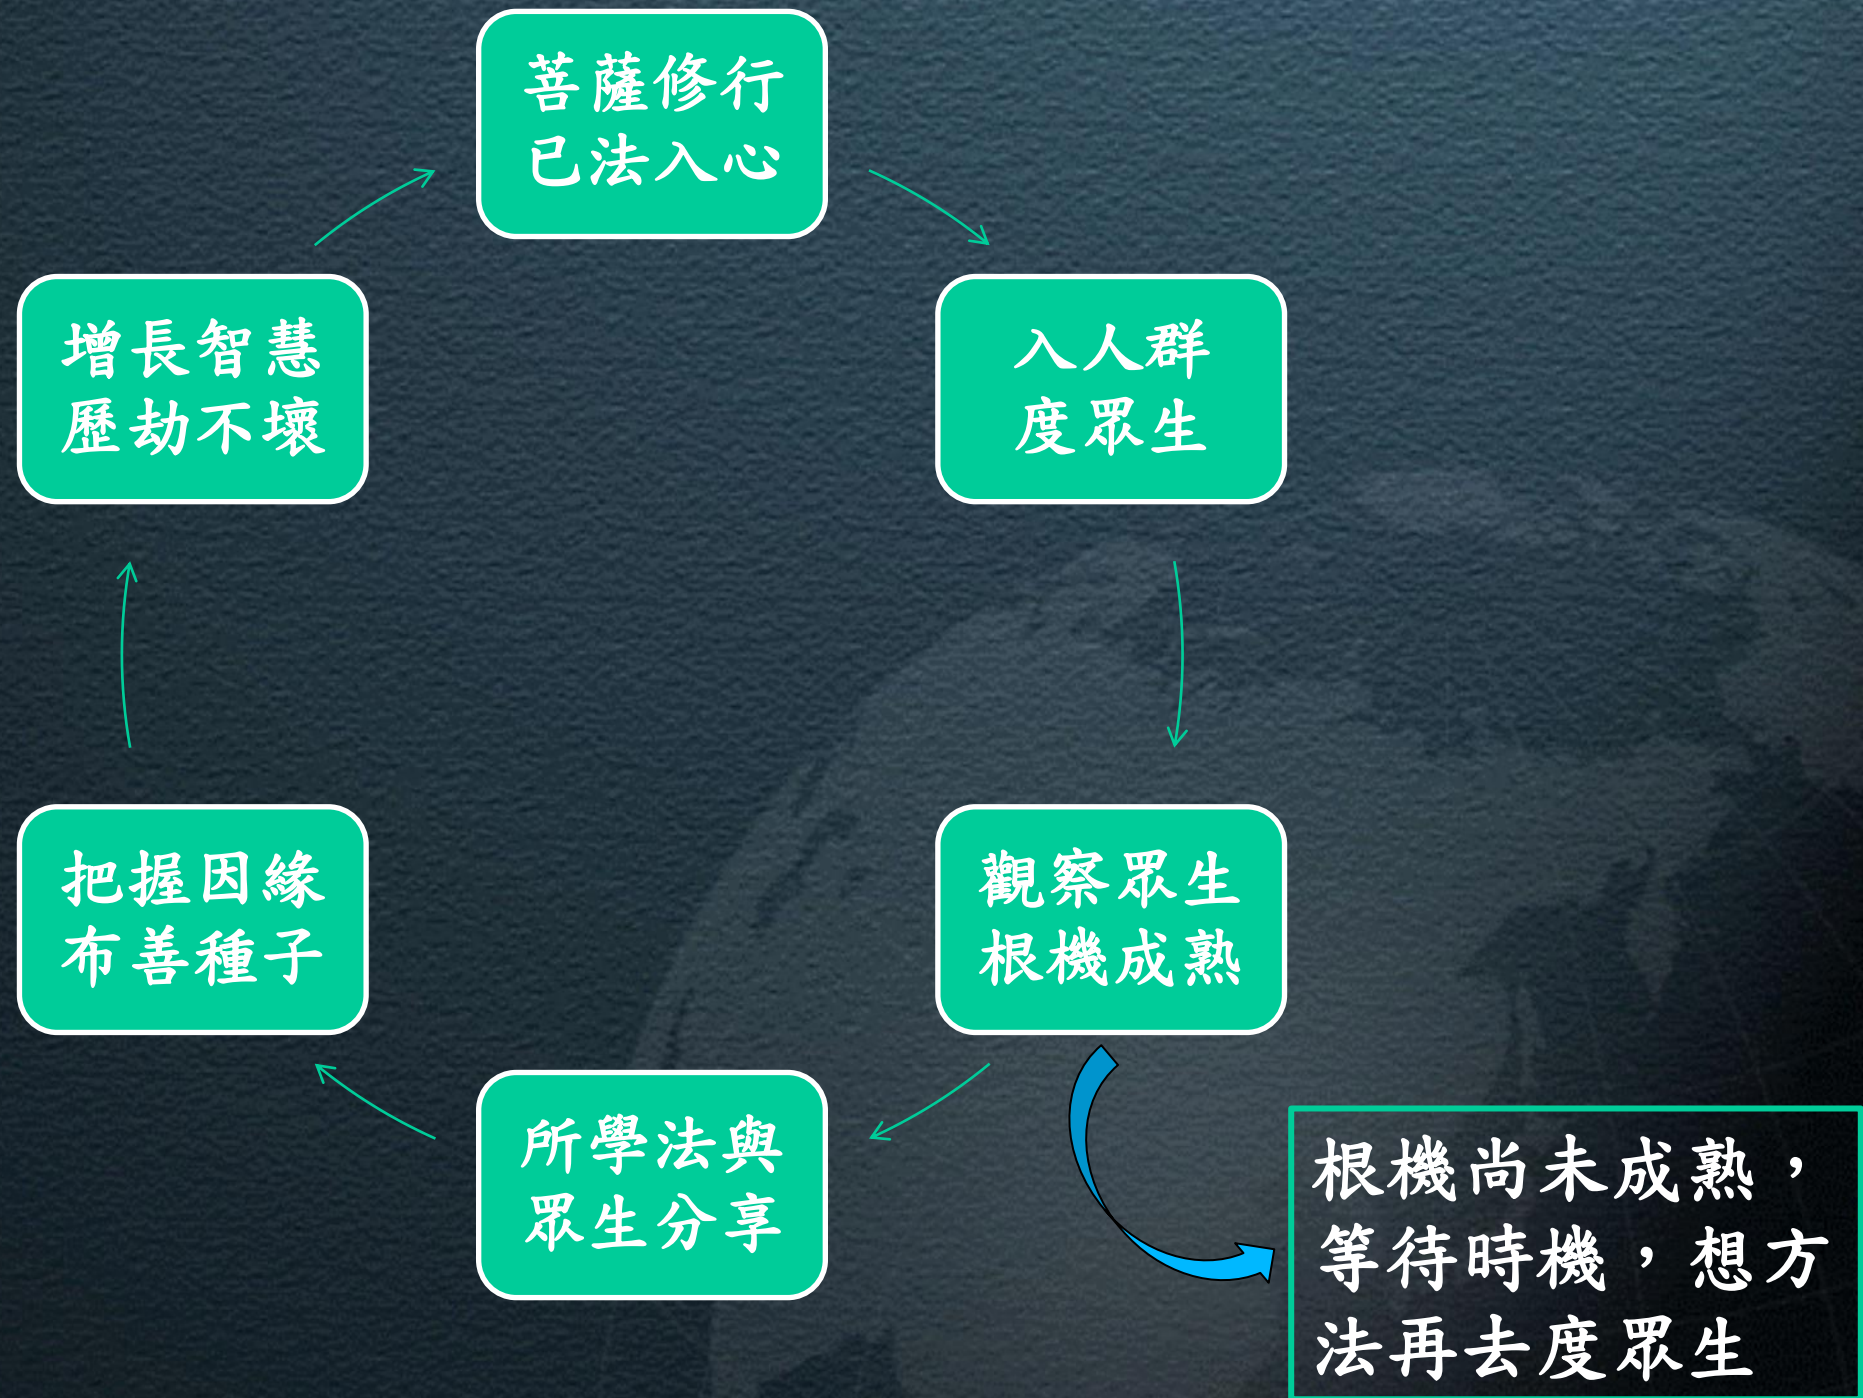 菩薩修行
已法入心
入人群
度眾生
觀察眾生
根機成熟
所學法與
眾生分享
把握因緣
布善種子
增長智慧
歷劫不壞
根機尚未成熟，
等待時機，想方
法再去度眾生